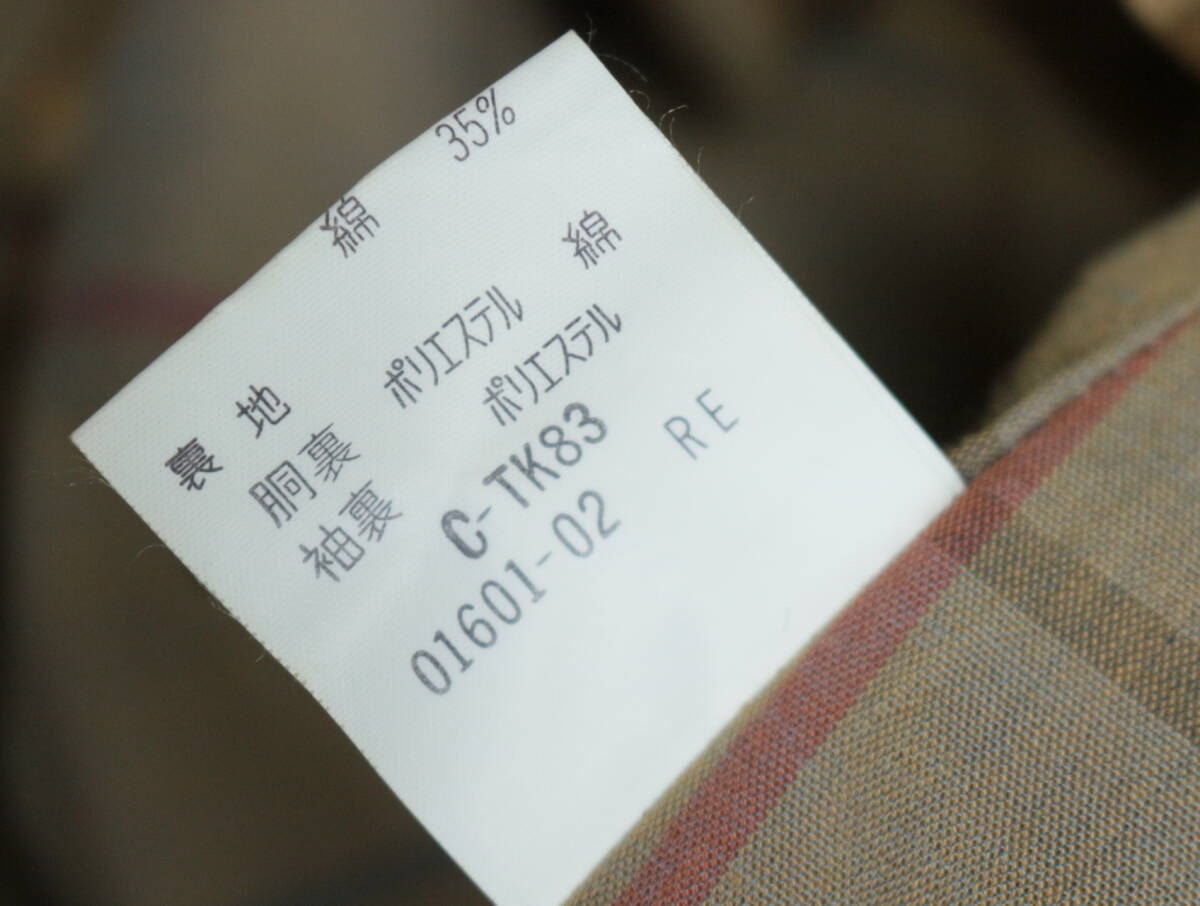 綿 35%
裏地
胴裏 ポリエステル 綿
袖裏 ポリエステル
C-TK83
01601-02 RE